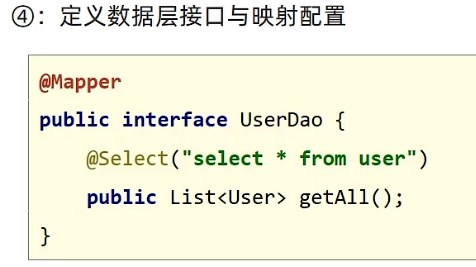 ④：定义数据层接口与映射配置
@Mapper
public interface UserDao {
@Select("select * from user")
public List<User> getAll();
}